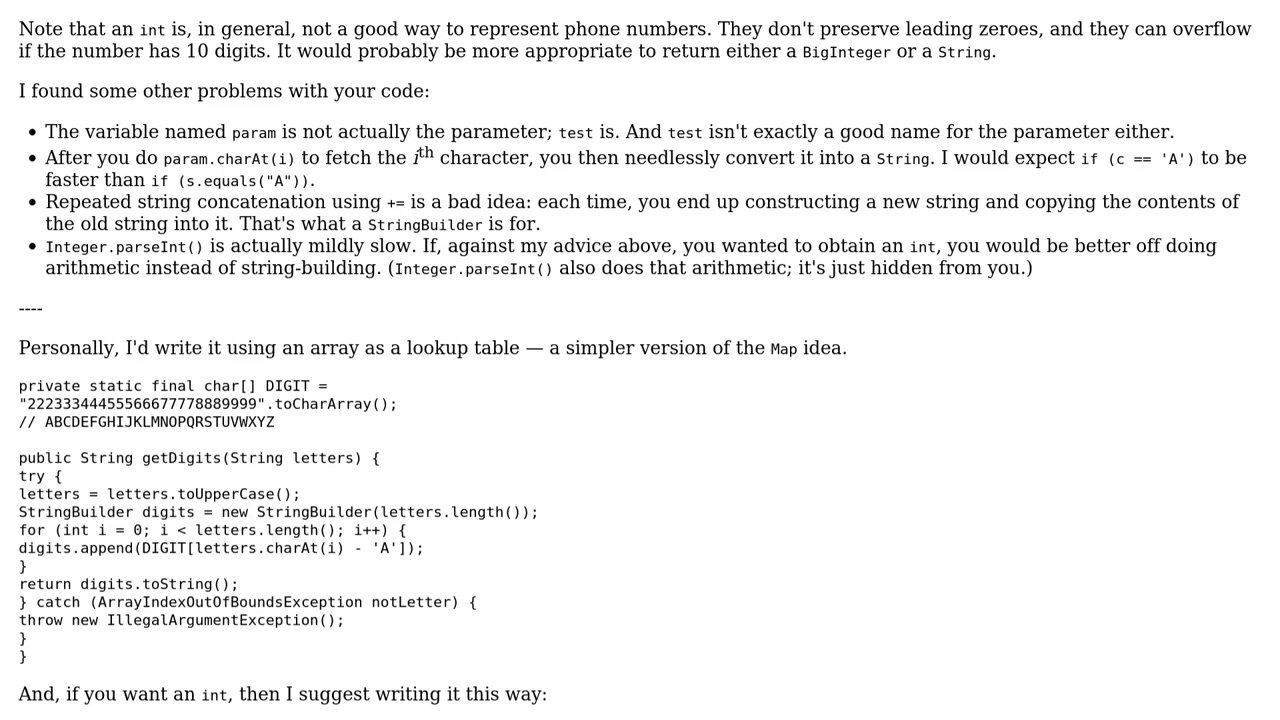 Note that an int is, in general, not a good way to represent phone numbers. They don't preserve leading zeroes, and they can overflow
if the number has 10 digits. It would probably be more appropriate to return either a BigInteger or a String.
I found some other problems with your code:
• The variable named param is not actually the parameter; test is. And test isn't exactly a good name for the parameter either.
• After you do param.charAt(i) to fetch the ith character, you then needlessly convert it into a String. I would expect if (c == 'A') to be
faster than if (s.equals("A")).
• Repeated string concatenation using += is a bad idea: each time, you end up constructing a new string and copying the contents of
the old string into it. That's what a StringBuilder is for.
• Integer.parseInt() is actually mildly slow. If, against my advice above, you wanted to obtain an int, you would be better off doing
arithmetic instead of string-building. (Integer.parseInt() also does that arithmetic; it's just hidden from you.)
----
Personally, I'd write it using an array as a lookup table — a simpler version of the Map idea.
private static final char[] DIGIT =
"22233344455566677778889999".toCharArray();
// ABCDEFGHIJKLMNOPQRSTUVWXYZ
public String getDigits(String letters) {
try {
letters = letters.toUpperCase();
StringBuilder digits = new StringBuilder(letters.length());
for (int i = 0; i < letters.length(); i++) {
digits.append(DIGIT[letters.charAt(i) - 'A']);
}
return digits.toString();
} catch (ArrayIndexOutOfBoundsException notLetter) {
throw new IllegalArgumentException();
}
}
And, if you want an int, then I suggest writing it this way: